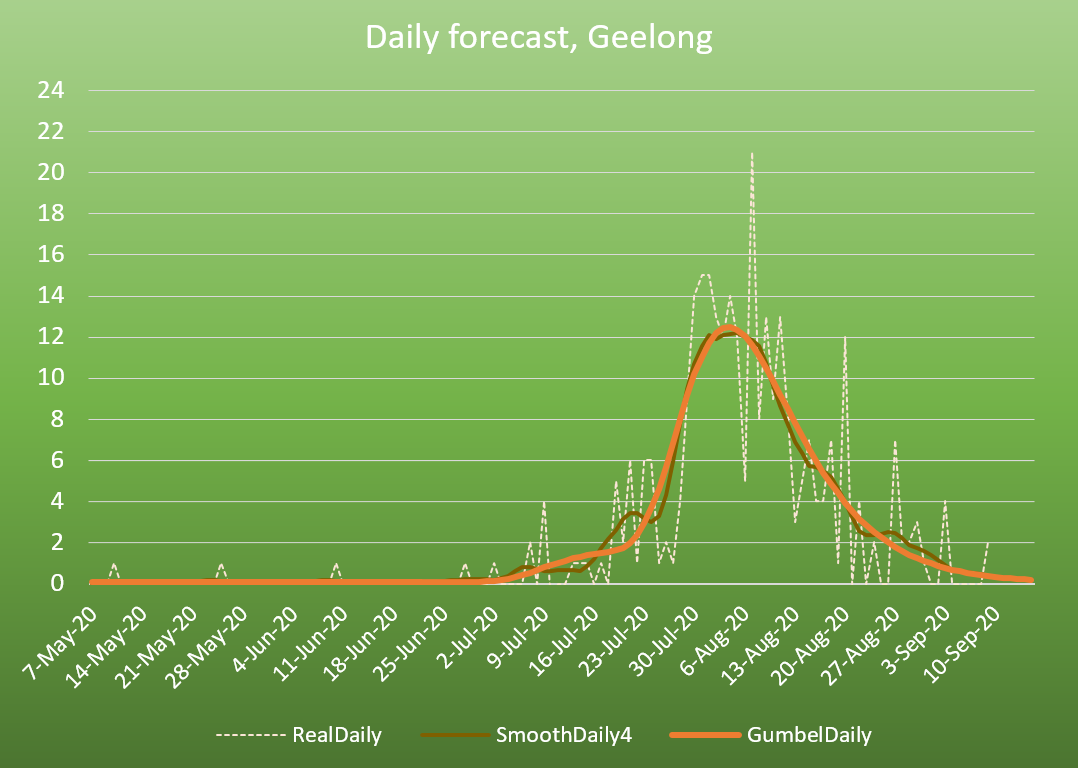 Daily forecast, Geelong
24
22
20
18
16
14
12
10
8
6
4
2
0
7-May-20
14-May-20
21-May-20
28-May-20
4-Jun-20
11-Jun-20
18-Jun-20
25-Jun-20
2-Jul-20
9-Jul-20
16-Jul-20
23-Jul-20
30-Jul-20
6-Aug-20
13-Aug-20
20-Aug-20
27-Aug-20
3-Sep-20
10-Sep-20
RealDaily SmoothDaily4 GumbelDaily